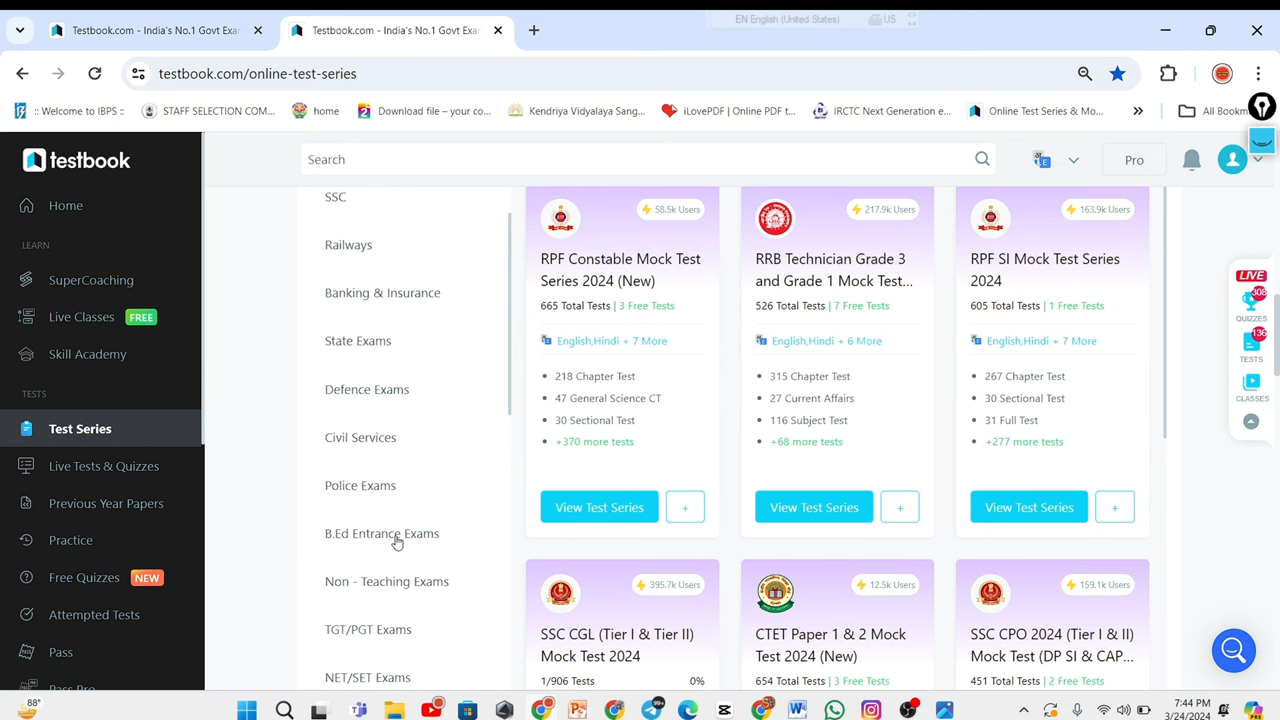 EN English (United States)
US
Testbook.com - India's No.1 Govt Exa
Testbook.com - India's No.1 Govt Exa
testbook.com/online-test-series
:: Welcome to IBPS ::
STAFF SELECTION COM...
home
Download file – your co...
Kendriya Vidyalaya Sang...
iLovePDF | Online PDF t...
IRCTC Next Generation e...
Online Test Series & Mo...
»
All Bookm
testbook
Search
E
Pro
Home
LEARN
SuperCoaching
Live Classes FREE
Skill Academy
TESTS
Test Series
Live Tests & Quizzes
Previous Year Papers
Practice
Free Quizzes NEW
Attempted Tests
Pass
Pass Pro
SSC
Railways
Banking & Insurance
State Exams
Defence Exams
Civil Services
Police Exams
B.Ed Entrance Exams
Non - Teaching Exams
TGT/PGT Exams
NET/SET Exams
58.5k Users
RPF Constable Mock Test
Series 2024 (New)
665 Total Tests | 3 Free Tests
English,Hindi + 7 More
218 Chapter Test
47 General Science CT
30 Sectional Test
+370 more tests
View Test Series +
217.9k Users
RRB Technician Grade 3
and Grade 1 Mock Test...
526 Total Tests | 7 Free Tests
English,Hindi + 6 More
315 Chapter Test
27 Current Affairs
116 Subject Test
+68 more tests
View Test Series +
163.9k Users
RPF SI Mock Test Series
2024
605 Total Tests | 1 Free Tests
English,Hindi + 7 More
267 Chapter Test
30 Sectional Test
31 Full Test
+277 more tests
View Test Series +
395.7k Users
SSC CGL (Tier I & Tier II)
Mock Test 2024
1/906 Tests 0%
12.5k Users
CTET Paper 1 & 2 Mock
Test 2024 (New)
654 Total Tests | 3 Free Tests
159.1k Users
SSC CPO 2024 (Tier I & II)
Mock Test (DP SI & CAP...
451 Total Tests | 2 Free Tests
LIVE
308
QUIZZES
136
TESTS
CLASSES
88°
99+
7:44 PM
3/24/2024